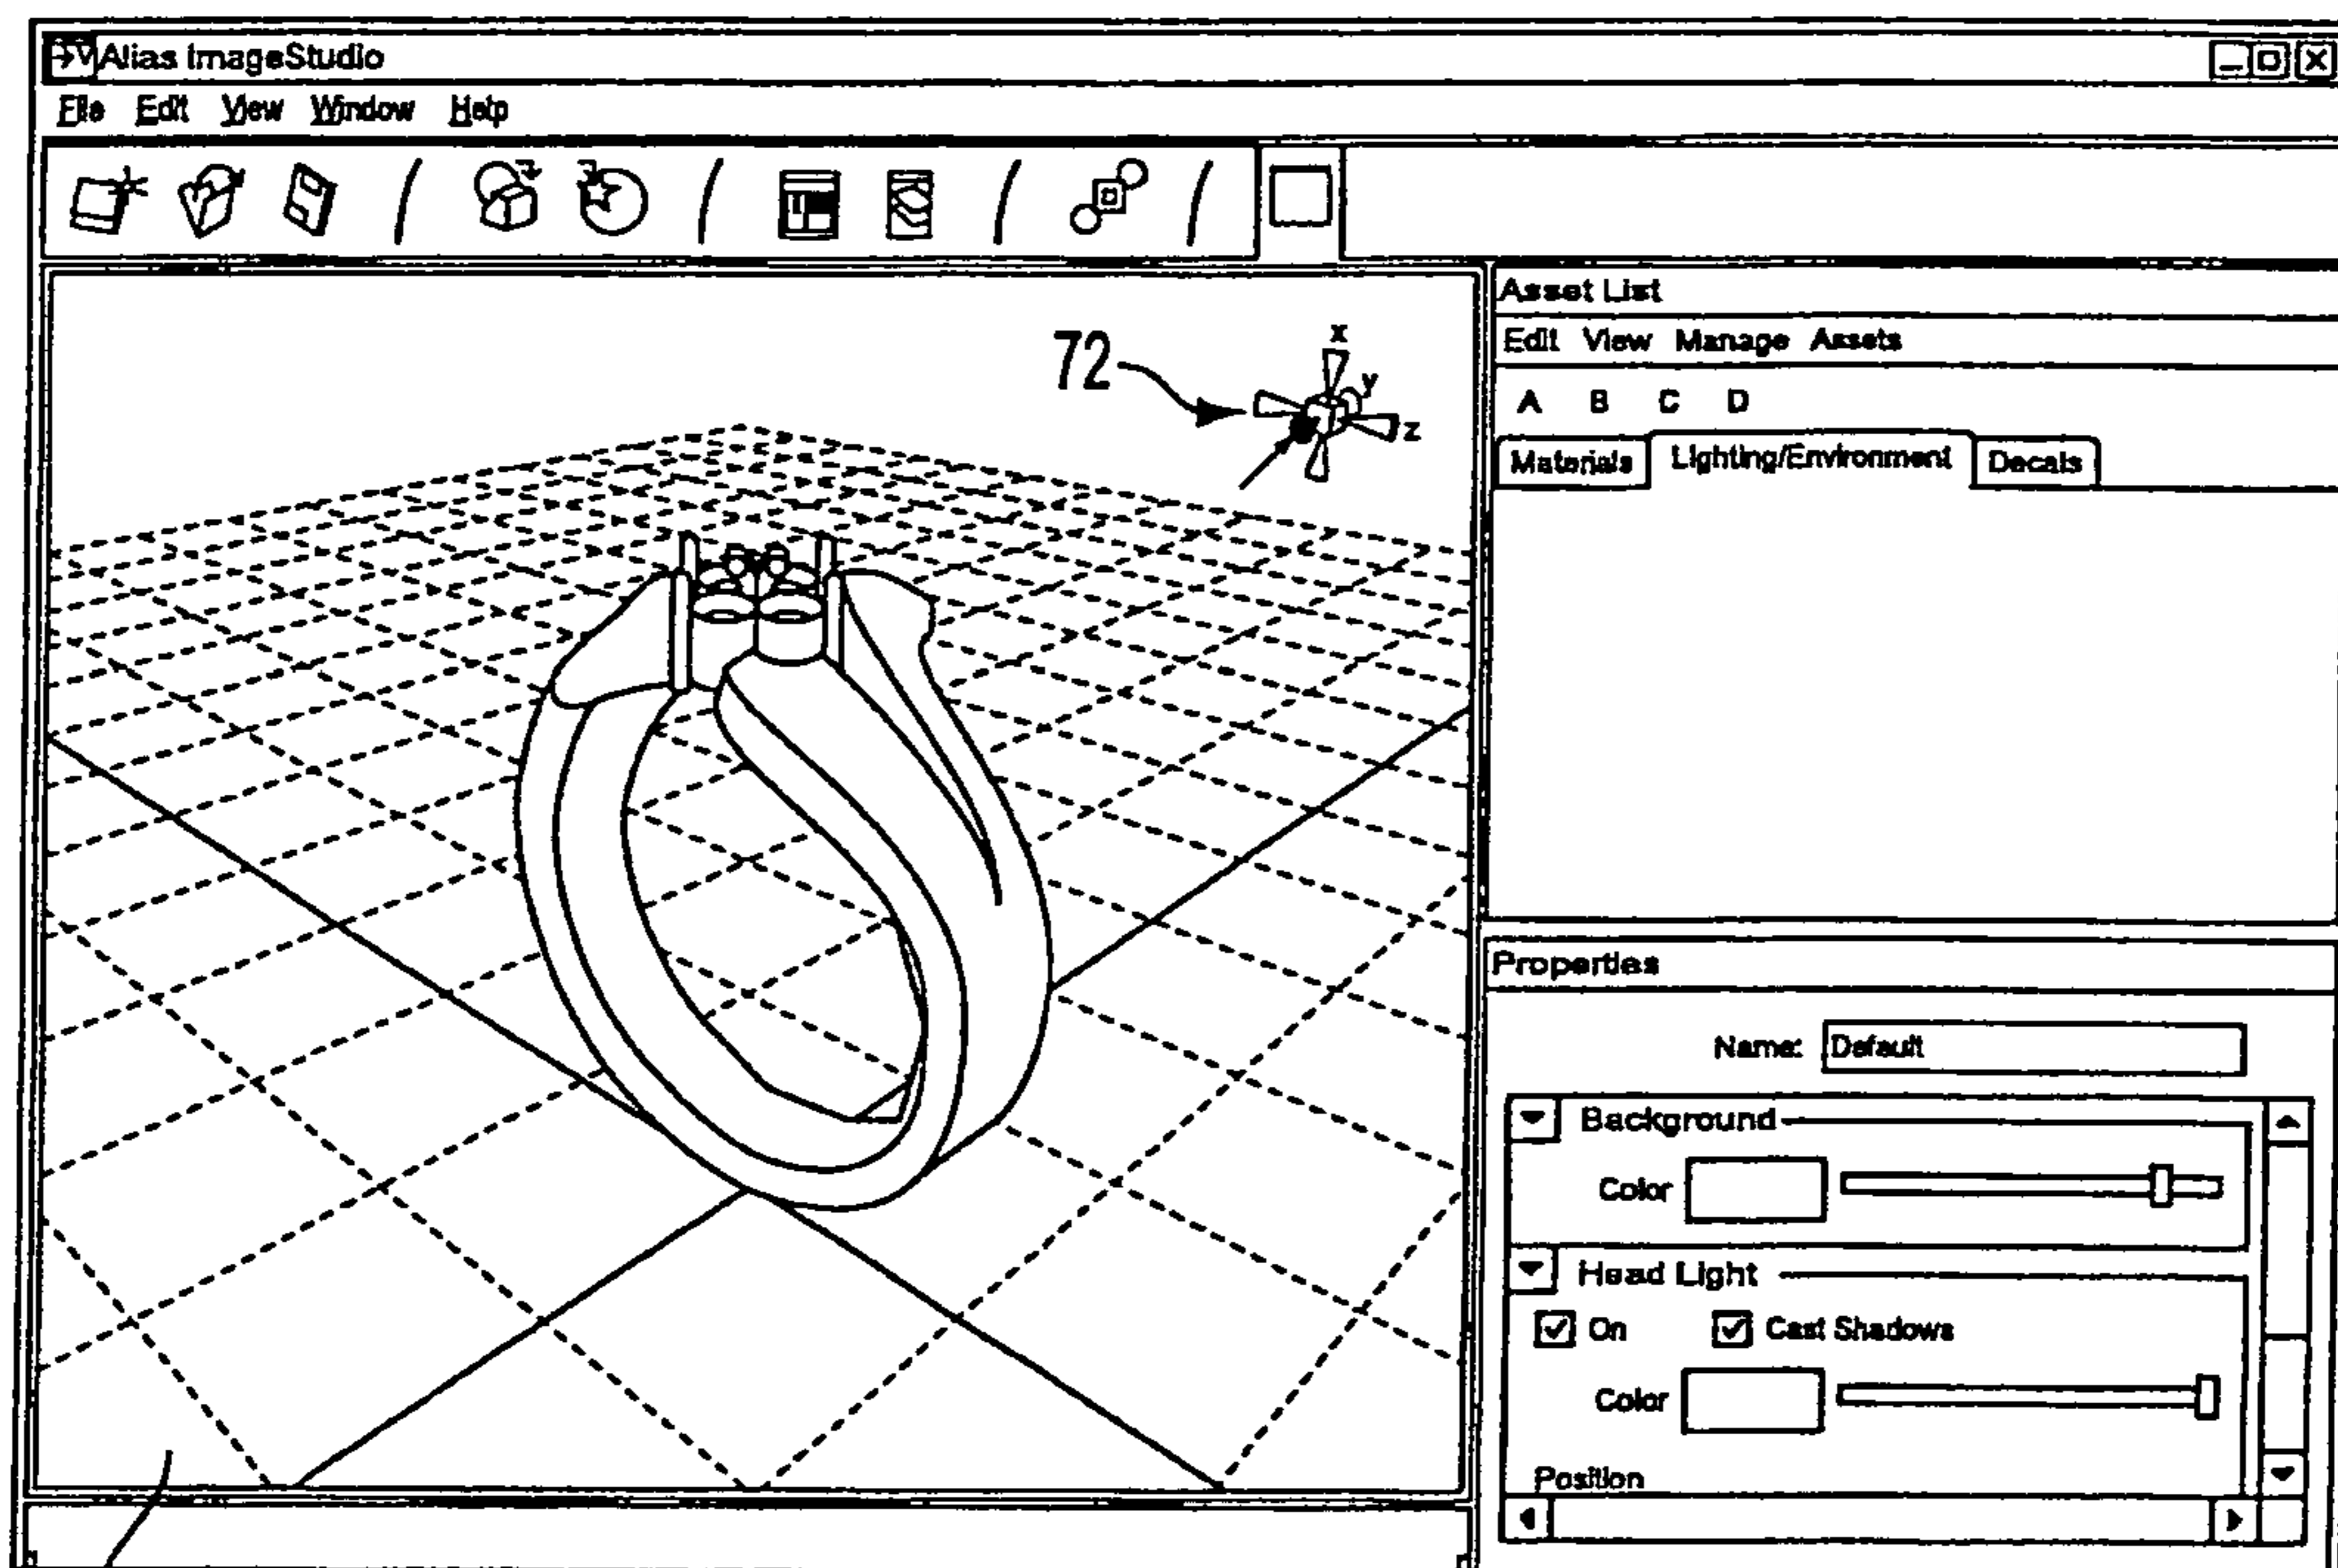 Alias ImageStudio
File Edit View Window Help
Asset List
Edit View Manage Assets
72
x
y
z
A B C D
Materials Lighting/Environment Decals
Properties
Name: Default
Background
Color
Head Light
On Cast Shadows
Color
Position